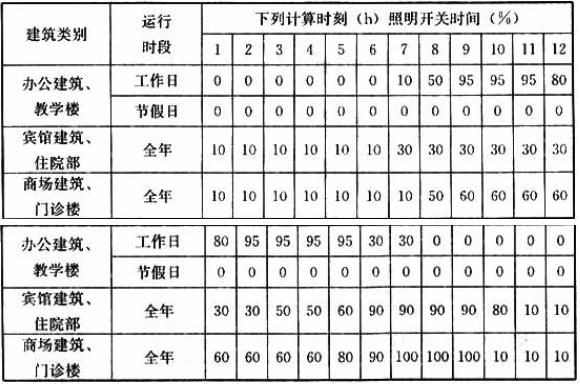 建筑类别 运行时段 下列计算时刻(h)照明开关时间(%)
1 2 3 4 5 6 7 8 9 10 11 12
办公建筑、教学楼 工作日 0 0 0 0 0 0 10 50 95 95 95 80
节假日 0 0 0 0 0 0 0 0 0 0 0 0
宾馆建筑、住院部 全年 10 10 10 10 10 10 30 30 30 30 30 30
商场建筑、门诊楼 全年 10 10 10 10 10 10 10 50 60 60 60 60
办公建筑、教学楼 工作日 80 95 95 95 95 30 30 0 0 0 0 0
节假日 0 0 0 0 0 0 0 0 0 0 0 0
宾馆建筑、住院部 全年 30 30 50 50 60 90 90 90 90 80 10 10
商场建筑、门诊楼 全年 60 60 60 60 80 90 100 100 100 10 10 10